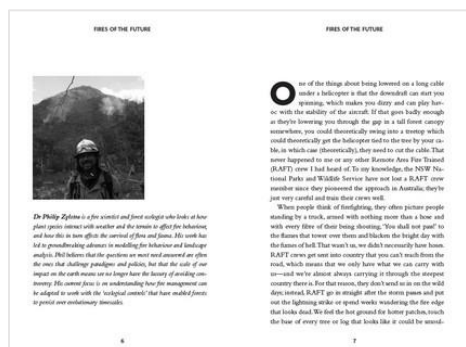 FIRES OF THE FUTURE
Dr Philip Zylstra is a fire scientist and forest ecologist who looks at how
plant species interact with weather and the terrain to affect fire behaviour,
and how this in turn affects the survival of flora and fauna. His work has
led to groundbreaking advances in modelling fire behaviour and landscape
analysis. Phil believes that the questions are most need answered are often
the ones that challenge paradigms and policies, but that the scale of our
impact on the earth means we no longer have the luxury of avoiding con-
troversy. His current focus is on understanding how fire management can
be adapted to work with the 'ecological controls' that have enabled forests
to persist over evolutionary timescales.
6
FIRES OF THE FUTURE
One of the things about being lowered on a long cable
under a helicopter is that the downdraft can start you
spinning, which makes you dizzy and can play hav-
oc with the stability of the aircraft. If that goes badly enough
as they're lowering you through the gap in a tall forest canopy
somewhere, you could theoretically swing into a treetop which
could theoretically get the helicopter tied to the tree by your ca-
ble, in which case (theoretically), they need to cut the cable. That
never happened to me or any other Remote Area Fire Trained
(RAFT) crew I had heard of. To my knowledge, the NSW Na-
tional Parks and Wildlife Service have not lost a RAFT crew
member since they pioneered the approach in Australia; they're
just very careful and train their crews well.
When people think of firefighting, they often picture people
standing by a truck, armed with nothing more than a hose and
with every fibre of their being shouting, 'You shall not pass!' to
the flames that tower over them and blacken the bright day with
the flames of hell. That wasn't us, we didn't necessarily have hoses.
RAFT crews get sent into country that you can't much from the
road, which means that we only have what we can carry with
us—and we're almost always carrying it through the steepest
country there is. For that reason, they don't send us in on the wild
days; instead, RAFT go in straight after the storm passes and put
out the lightning strike or spend weeks wandering the fire edge
that looks dead. We feel the hot ground for hotter patches, touch
the base of every tree or log that looks like it could be smoul-
7